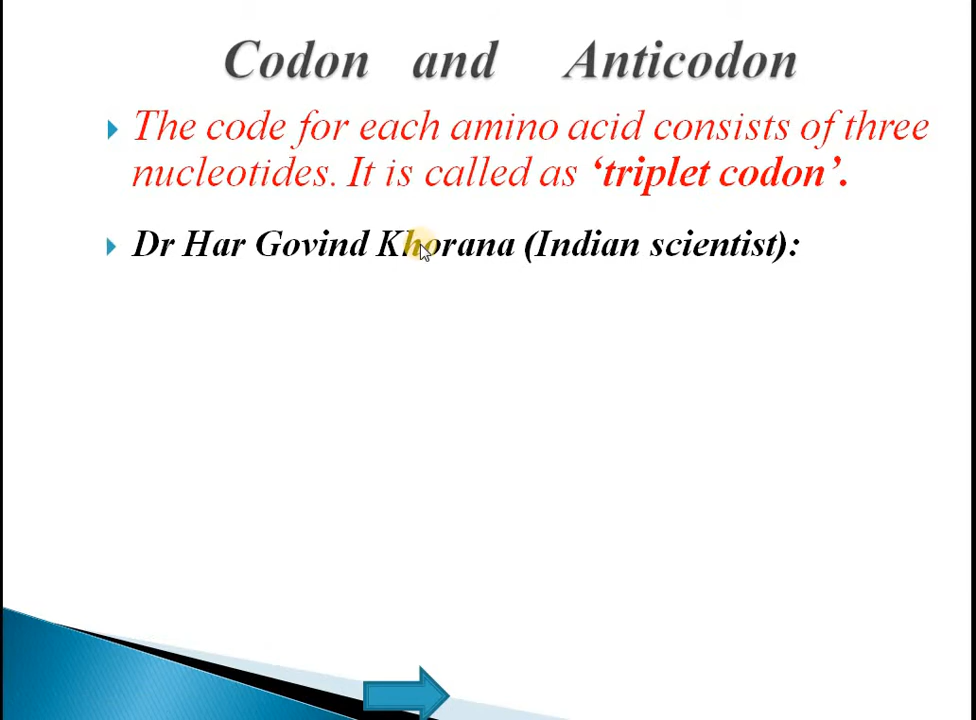 Codon and Anticodon
The code for each amino acid consists of three
nucleotides. It is called as ‘triplet codon’.
Dr Har Govind Khorana (Indian scientist):